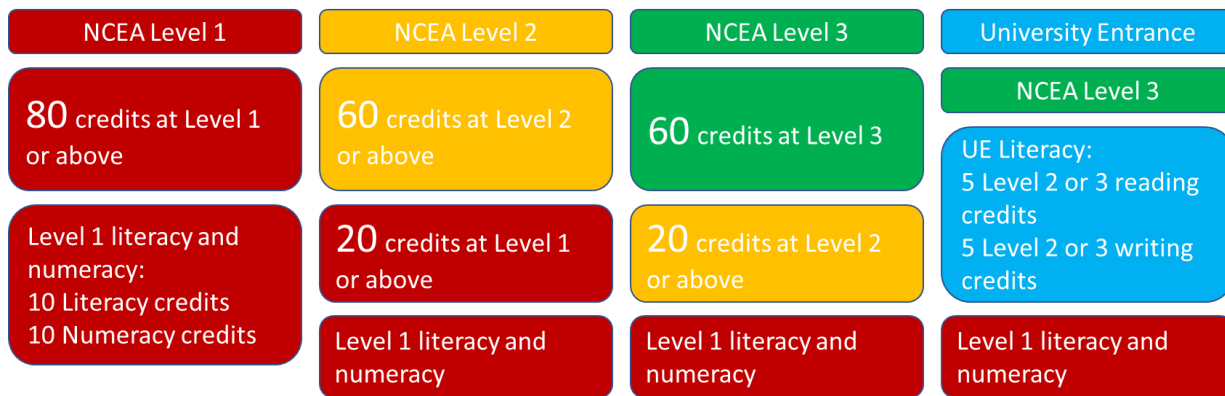 NCEA Level 1
80 credits at Level 1
or above
Level 1 literacy and
numeracy:
10 Literacy credits
10 Numeracy credits
NCEA Level 2
60 credits at Level 2
or above
20 credits at Level 1
or above
Level 1 literacy and
numeracy
NCEA Level 3
60 credits at Level 3
20 credits at Level 2
or above
Level 1 literacy and
numeracy
University Entrance
NCEA Level 3
UE Literacy:
5 Level 2 or 3 reading
credits
5 Level 2 or 3 writing
credits
Level 1 literacy and
numeracy